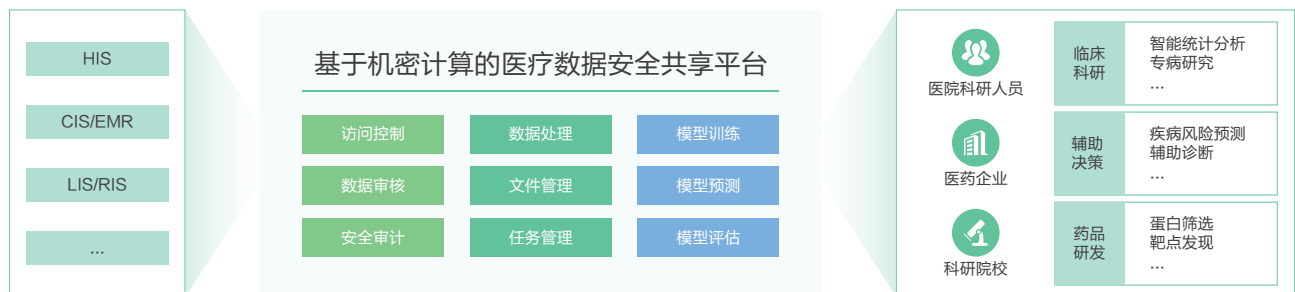 HIS
CIS/EMR
LIS/RIS
...
基于机密计算的医疗数据安全共享平台
访问控制
数据处理
模型训练
数据审核
文件管理
模型预测
安全审计
任务管理
模型评估
医院科研人员
医药企业
科研院校
临床
科研
智能统计分析
专病研究
...
辅助
决策
疾病风险预测
辅助诊断
...
药品
研发
蛋白筛选
靶点发现
...